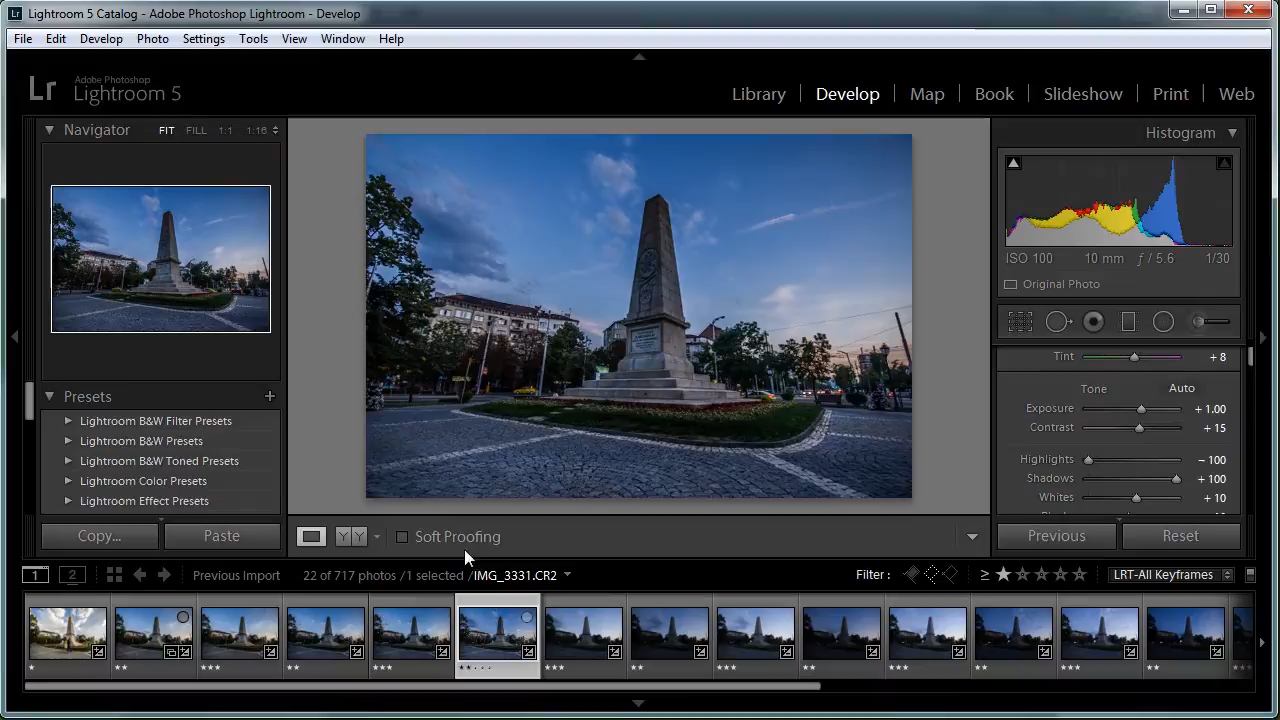 Lr Lightroom 5 Catalog - Adobe Photoshop Lightroom - Develop
File Edit Develop Photo Settings Tools View Window Help
Lr Adobe Photoshop
Lightroom 5
Library Develop Map Book Slideshow Print Web
Navigator FIT FILL 1:1 1:16
Histogram
ISO 100 10 mm ƒ / 5.6 1/30
Original Photo
Tint + 8
Tone Auto
Exposure + 1.00
Contrast + 15
Highlights − 100
Shadows + 100
Whites + 10
Presets +
Lightroom B&W Filter Presets
Lightroom B&W Presets
Lightroom B&W Toned Presets
Lightroom Color Presets
Lightroom Effect Presets
Copy... Paste
YY Soft Proofing
Previous Reset
1 2 Previous Import 22 of 717 photos /1 selected /IMG_3331.CR2 Filter : ≥ LRT-All Keyframes